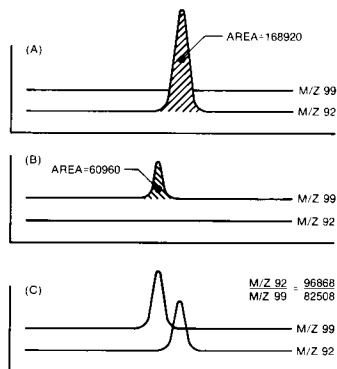 (A)
AREA=168920
M/Z 99
M/Z 92
(B)
AREA=60960
M/Z 99
M/Z 92
(C)
M/Z 92 = 96868
M/Z 99 82508
M/Z 99
M/Z 92